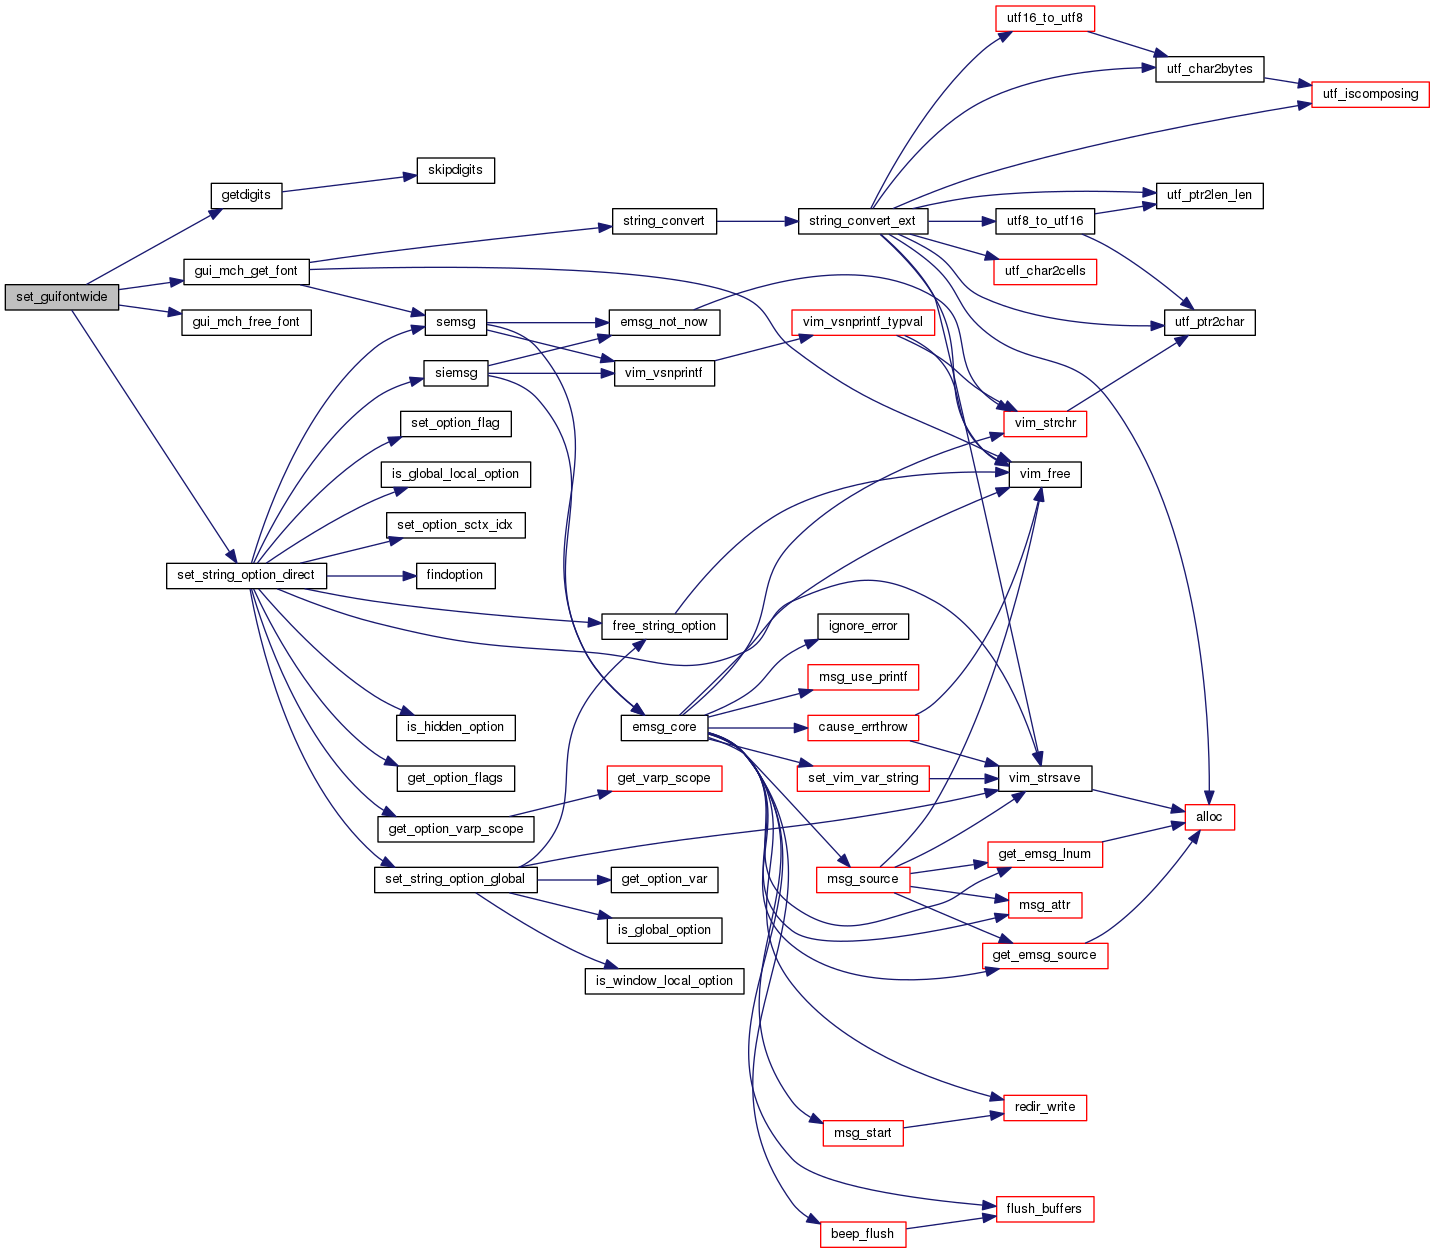 set_guifontwide
getdigits
gui_mch_get_font
gui_mch_free_font
set_string_option_direct
skipdigits
semsg
siemsg
set_option_flag
is_global_local_option
set_option_sctx_idx
findoption
is_hidden_option
get_option_flags
get_option_varp_scope
set_string_option_global
string_convert
emsg_not_now
vim_vsnprintf
free_string_option
emsg_core
get_varp_scope
get_option_var
is_global_option
is_window_local_option
string_convert_ext
vim_vsnprintf_typval
ignore_error
msg_use_printf
cause_errthrow
set_vim_var_string
msg_source
msg_start
beep_flush
utf16_to_utf8
utf8_to_utf16
utf_char2cells
vim_strchr
vim_free
vim_strsave
get_emsg_lnum
msg_attr
get_emsg_source
redir_write
flush_buffers
utf_char2bytes
utf_ptr2len_len
utf_ptr2char
alloc
utf_iscomposing